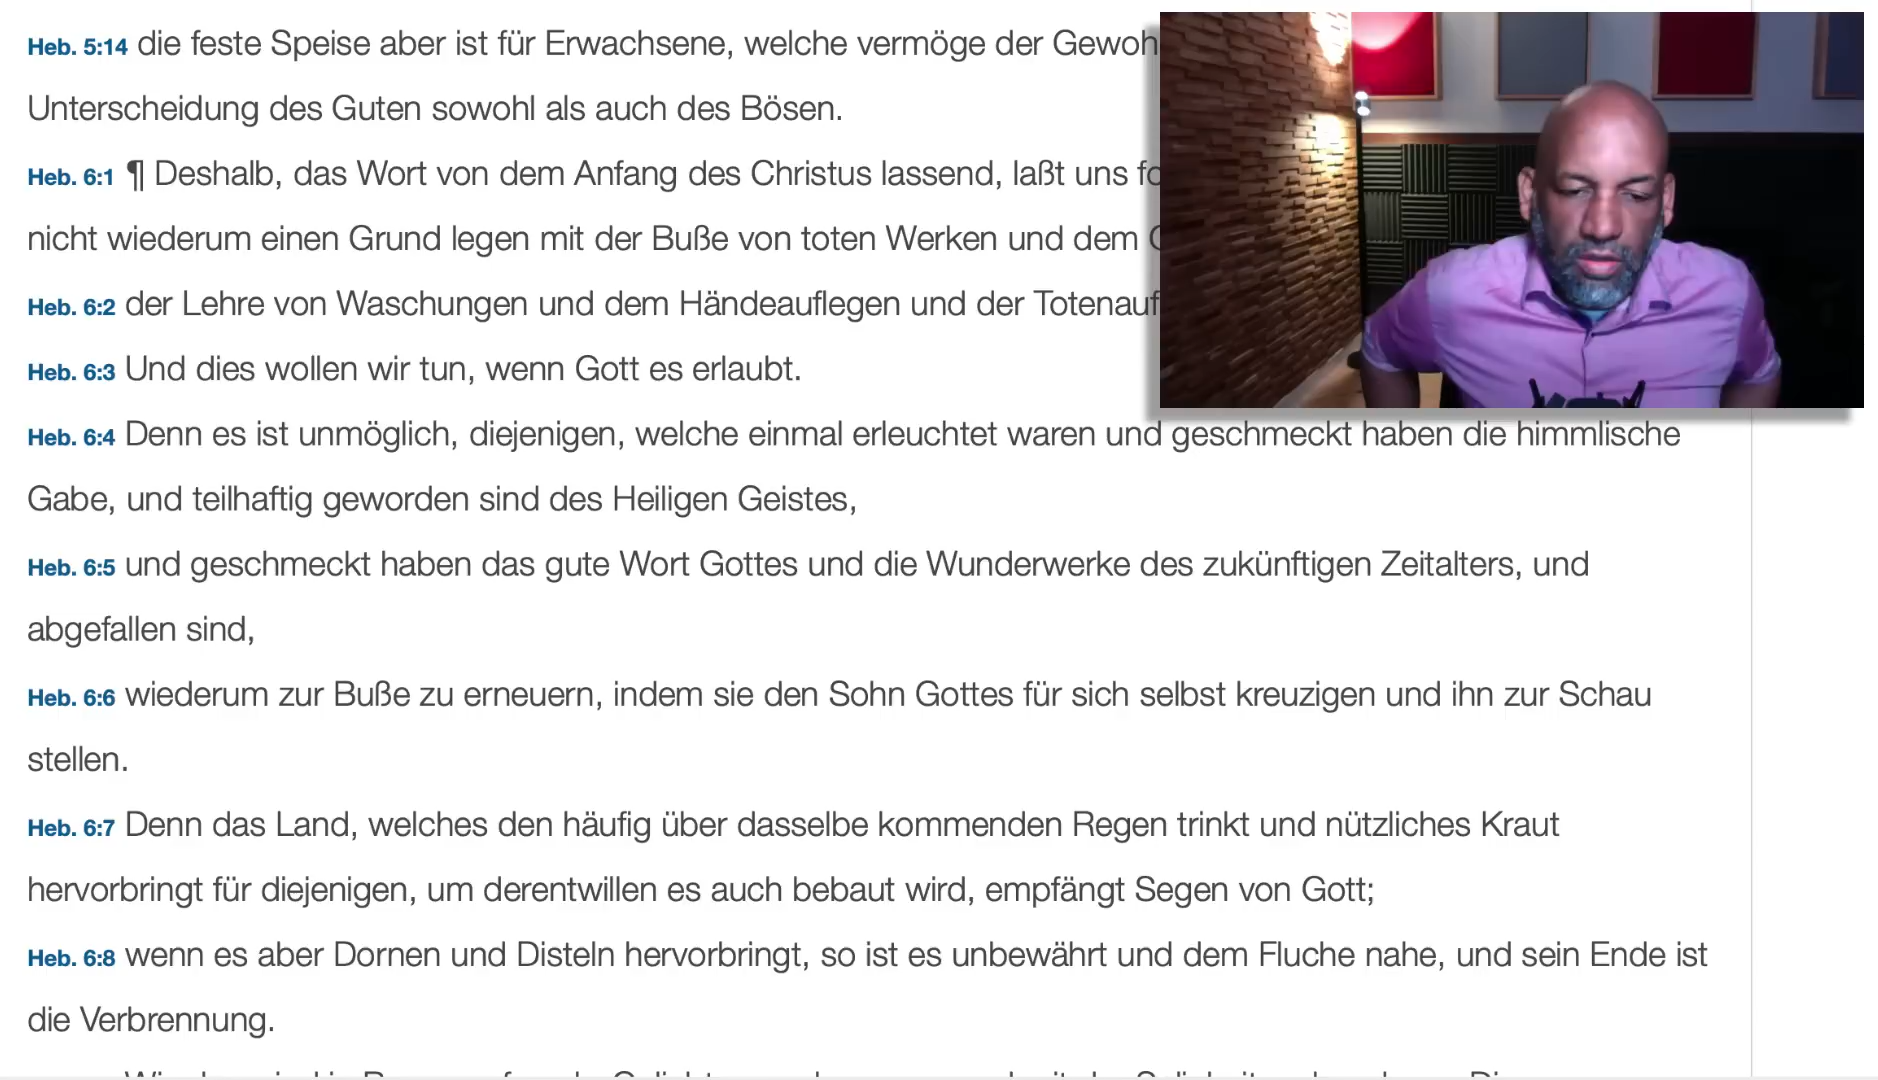 Heb. 5:14 die feste Speise aber ist für Erwachsene, welche vermöge der
Unterscheidung des Guten sowohl als auch des Bösen.
Heb. 6:1 ¶ Deshalb, das Wort von dem Anfang des Christus lassend, laßt uns
nicht wiederum einen Grund legen mit der Buße von toten Werken und dem
Heb. 6:2 der Lehre von Waschungen und dem Händeauflegen und der
Heb. 6:3 Und dies wollen wir tun, wenn Gott es erlaubt.
Heb. 6:4 Denn es ist unmöglich, diejenigen, welche einmal erleuchtet waren und geschmeckt haben die himmlische
Gabe, und teilhaftig geworden sind des Heiligen Geistes,
Heb. 6:5 und geschmeckt haben das gute Wort Gottes und die Wunderwerke des zukünftigen Zeitalters, und
abgefallen sind,
Heb. 6:6 wiederum zur Buße zu erneuern, indem sie den Sohn Gottes für sich selbst kreuzigen und ihn zur Schau
stellen.
Heb. 6:7 Denn das Land, welches den häufig über dasselbe kommenden Regen trinkt und nützliches Kraut
hervorbringt für diejenigen, um derentwillen es auch bebaut wird, empfängt Segen von Gott;
Heb. 6:8 wenn es aber Dornen und Disteln hervorbringt, so ist es unbewährt und dem Fluche nahe, und sein Ende ist
die Verbrennung.